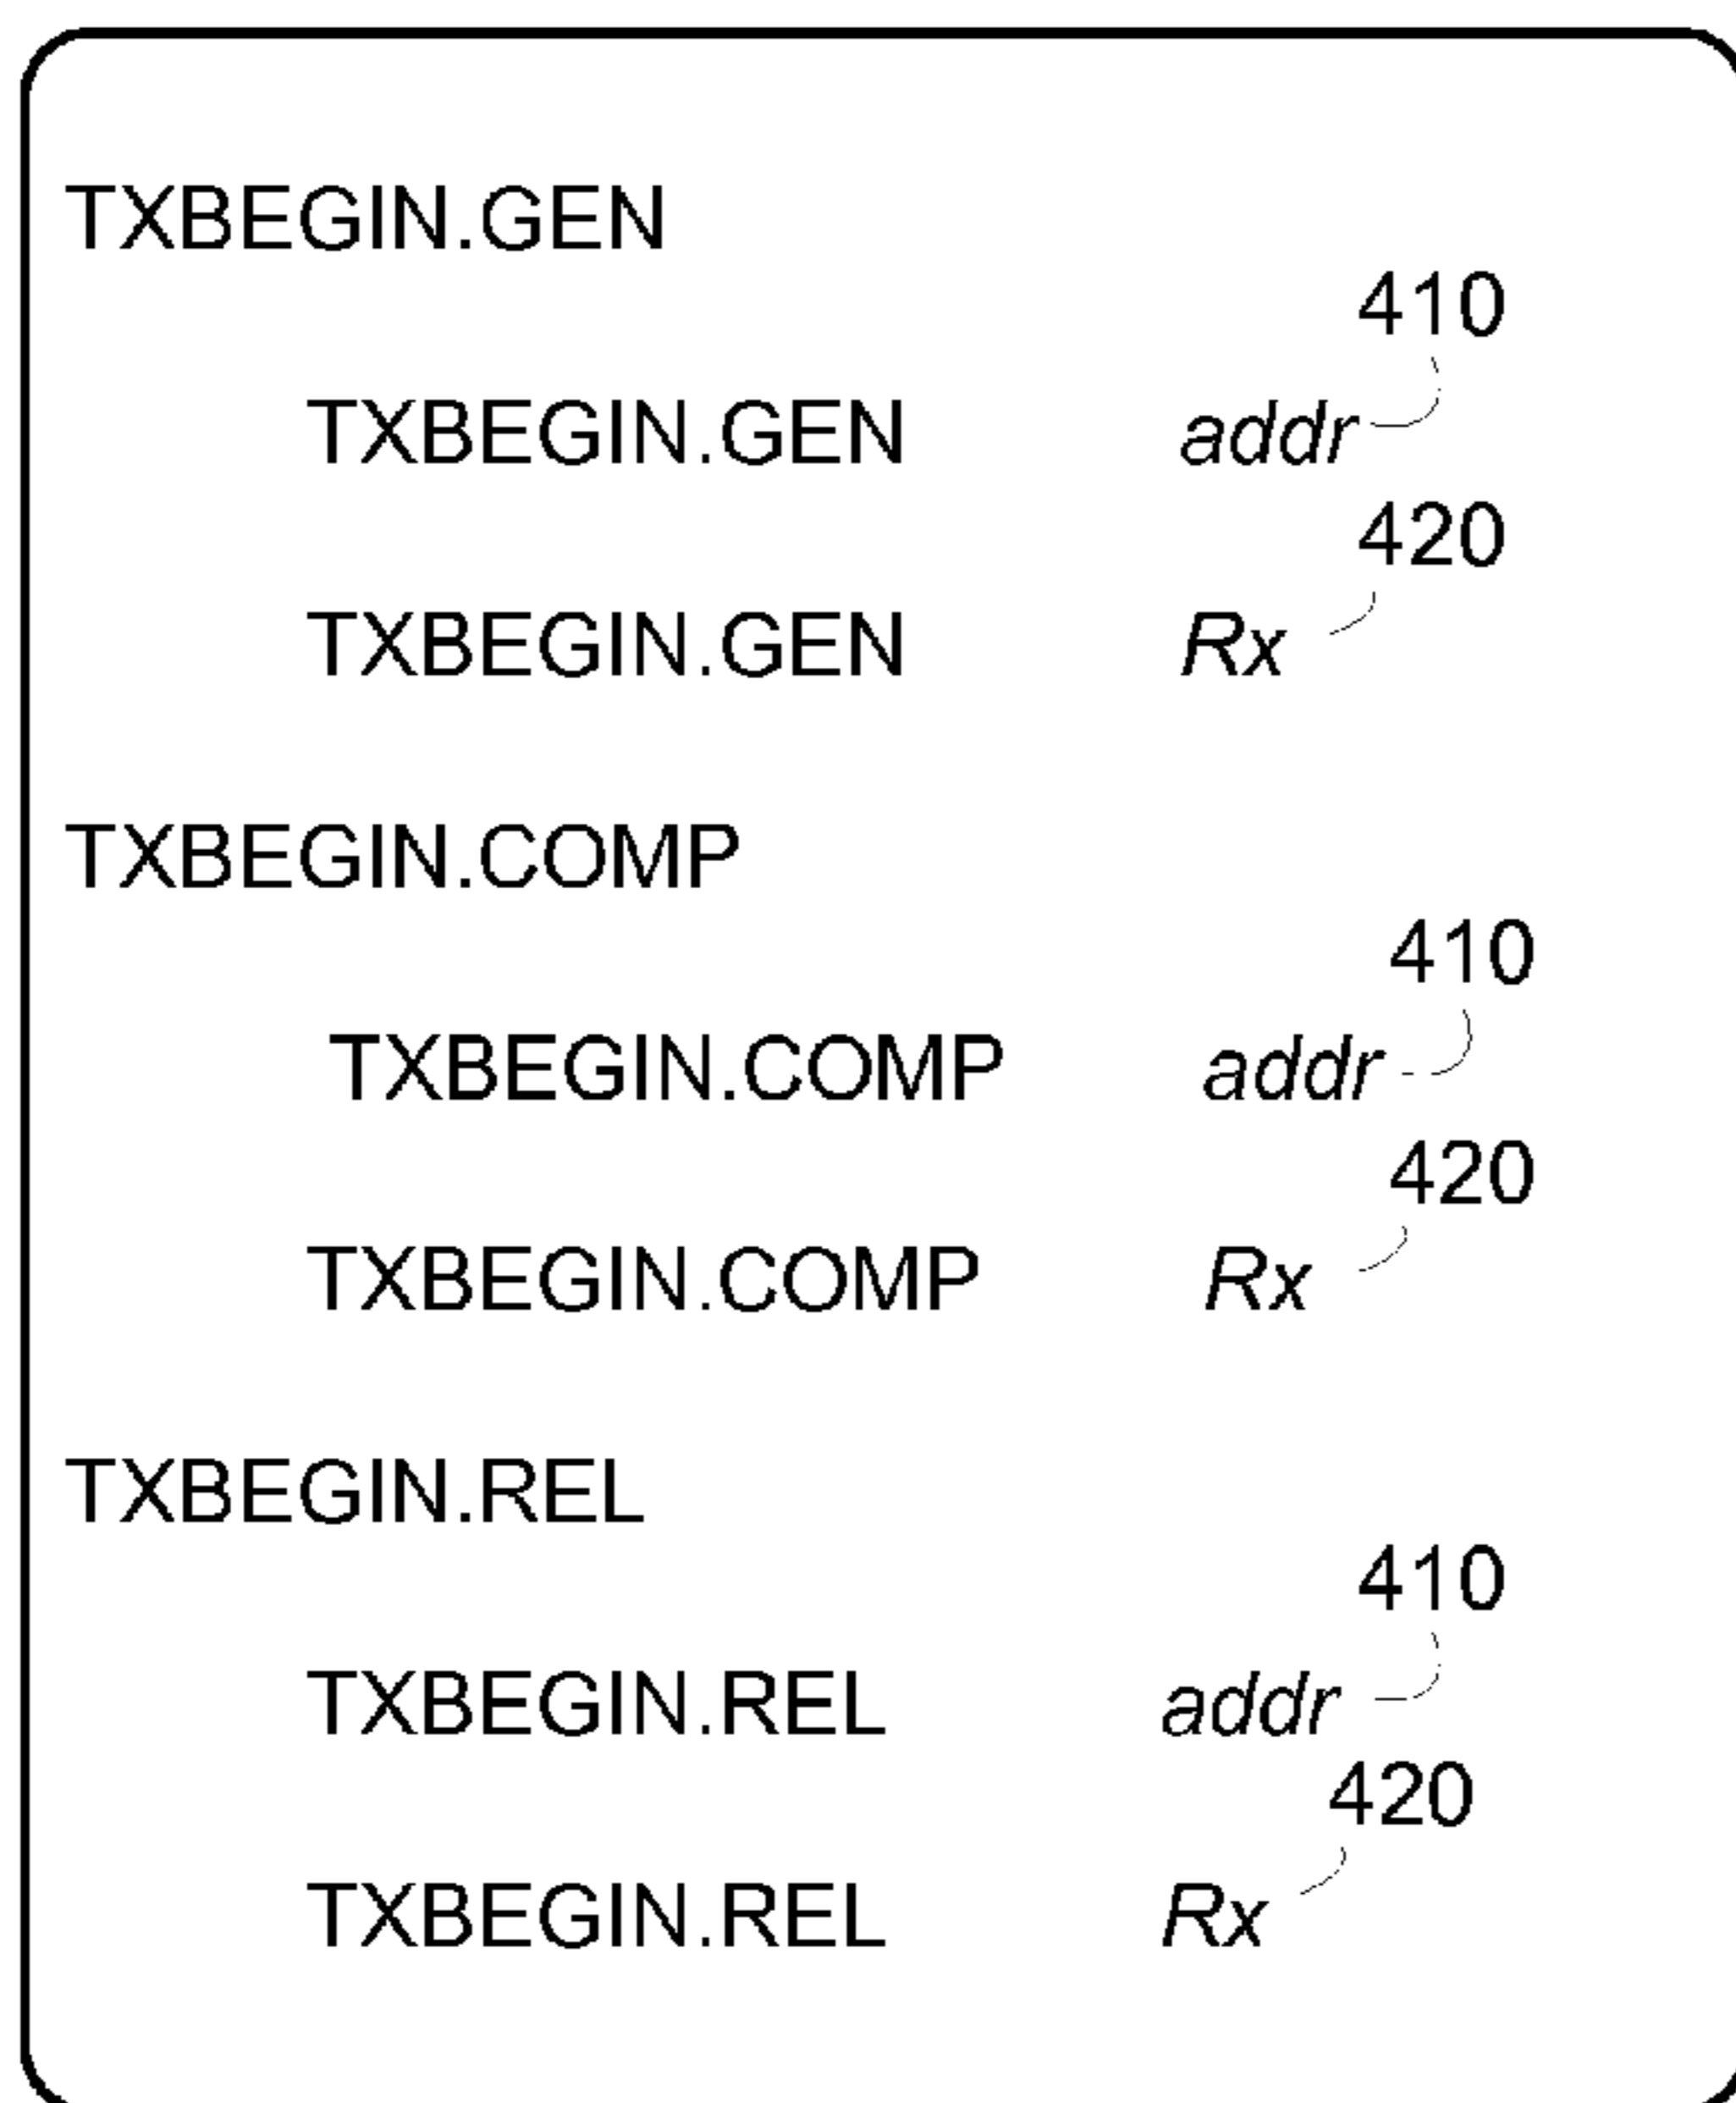 TXBEGIN.GEN
410
TXBEGIN.GEN addr
420
TXBEGIN.GEN Rx
TXBEGIN.COMP
410
TXBEGIN.COMP addr
420
TXBEGIN.COMP Rx
TXBEGIN.REL
410
TXBEGIN.REL addr
420
TXBEGIN.REL Rx